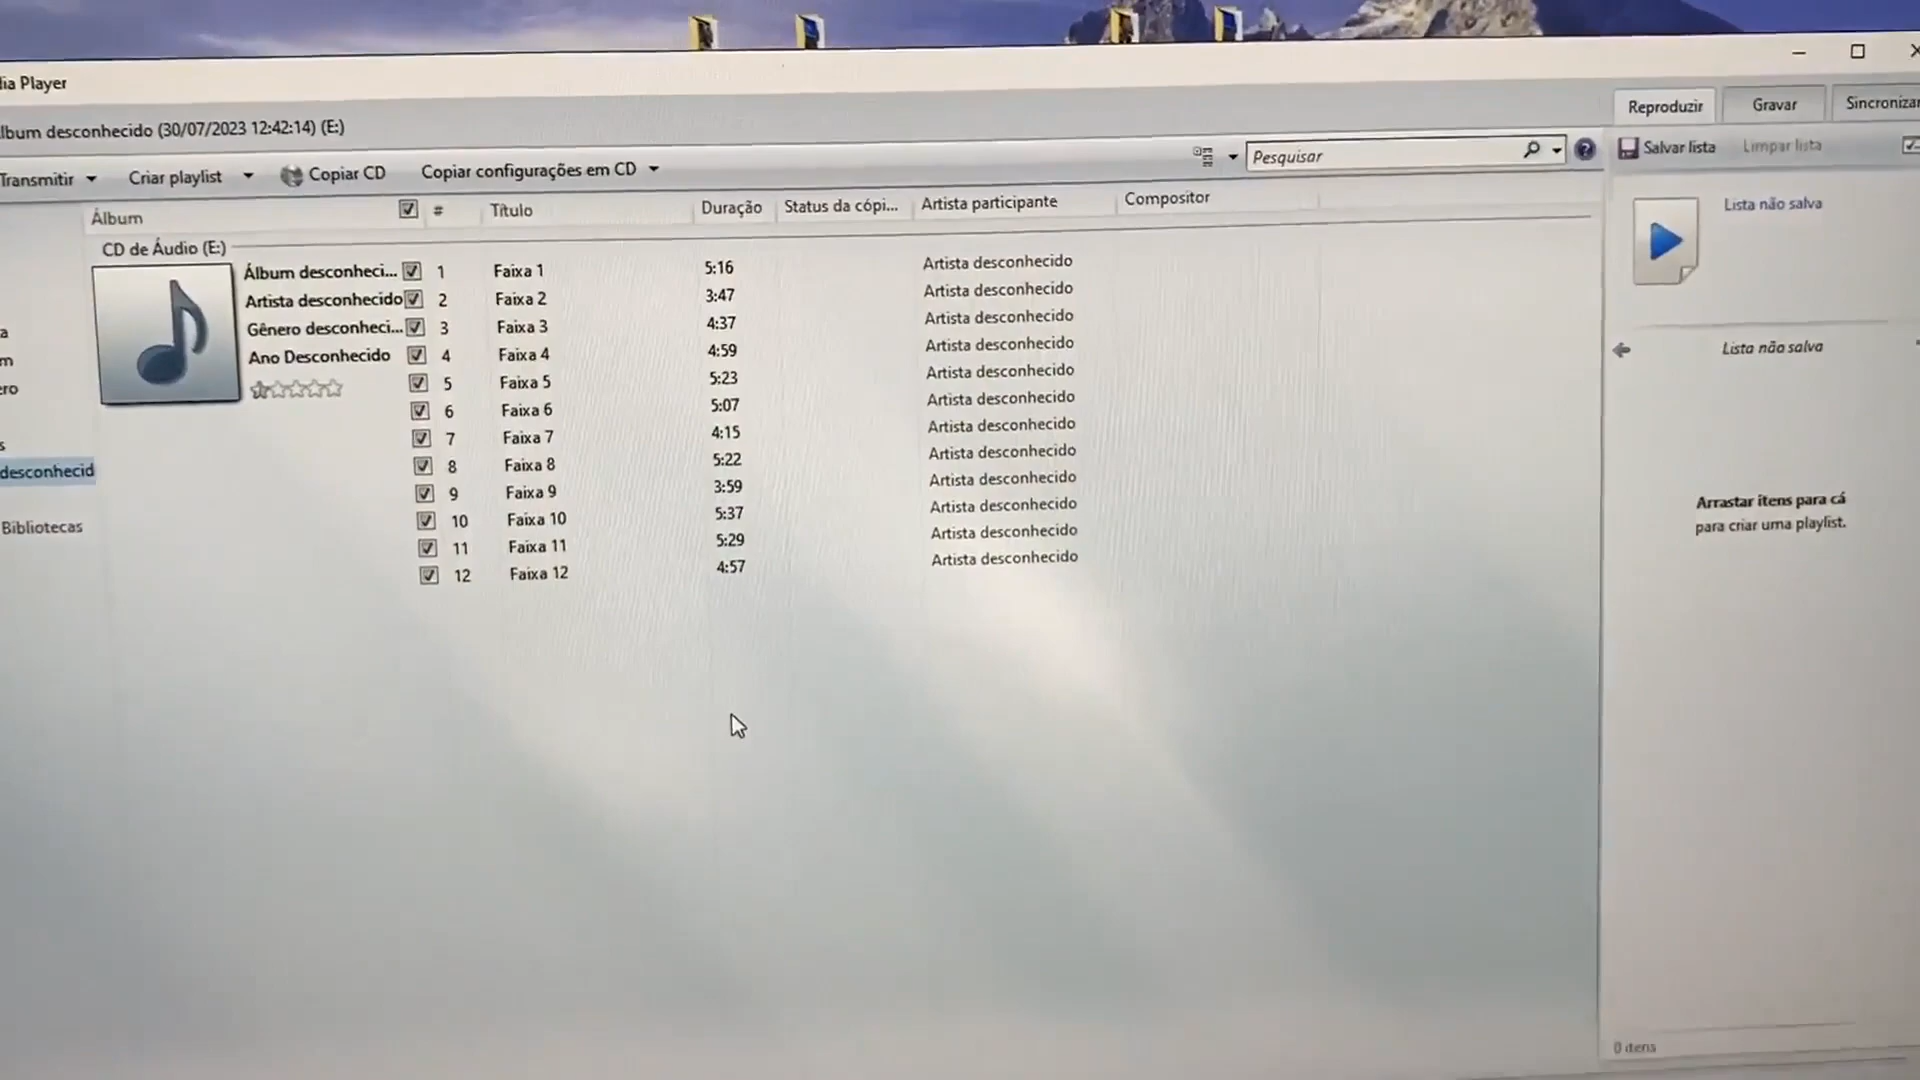 dia Player
lbum desconhecido (30/07/2023 12:42:14) (E:)
Transmitir
Criar playlist
Copiar CD
Copiar configurações em CD
Pesquisar
Reproduzir
Gravar
Sincronizar
Salvar lista
Limpar lista
Álbum
#
Título
Duração
Status da cópi...
Artista participante
Compositor
CD de Áudio (E:)
Álbum desconheci...
Artista desconhecido
Gênero desconheci...
Ano Desconhecido
1 Faixa 1 5:16 Artista desconhecido
2 Faixa 2 3:47 Artista desconhecido
3 Faixa 3 4:37 Artista desconhecido
4 Faixa 4 4:59 Artista desconhecido
5 Faixa 5 5:23 Artista desconhecido
6 Faixa 6 5:07 Artista desconhecido
7 Faixa 7 4:15 Artista desconhecido
8 Faixa 8 5:22 Artista desconhecido
9 Faixa 9 3:59 Artista desconhecido
10 Faixa 10 5:37 Artista desconhecido
11 Faixa 11 5:29 Artista desconhecido
12 Faixa 12 4:57 Artista desconhecido
a
m
ero
s
desconhecid
Bibliotecas
Lista não salva
Lista não salva
Arrastar itens para cá
para criar uma playlist.
0 itens